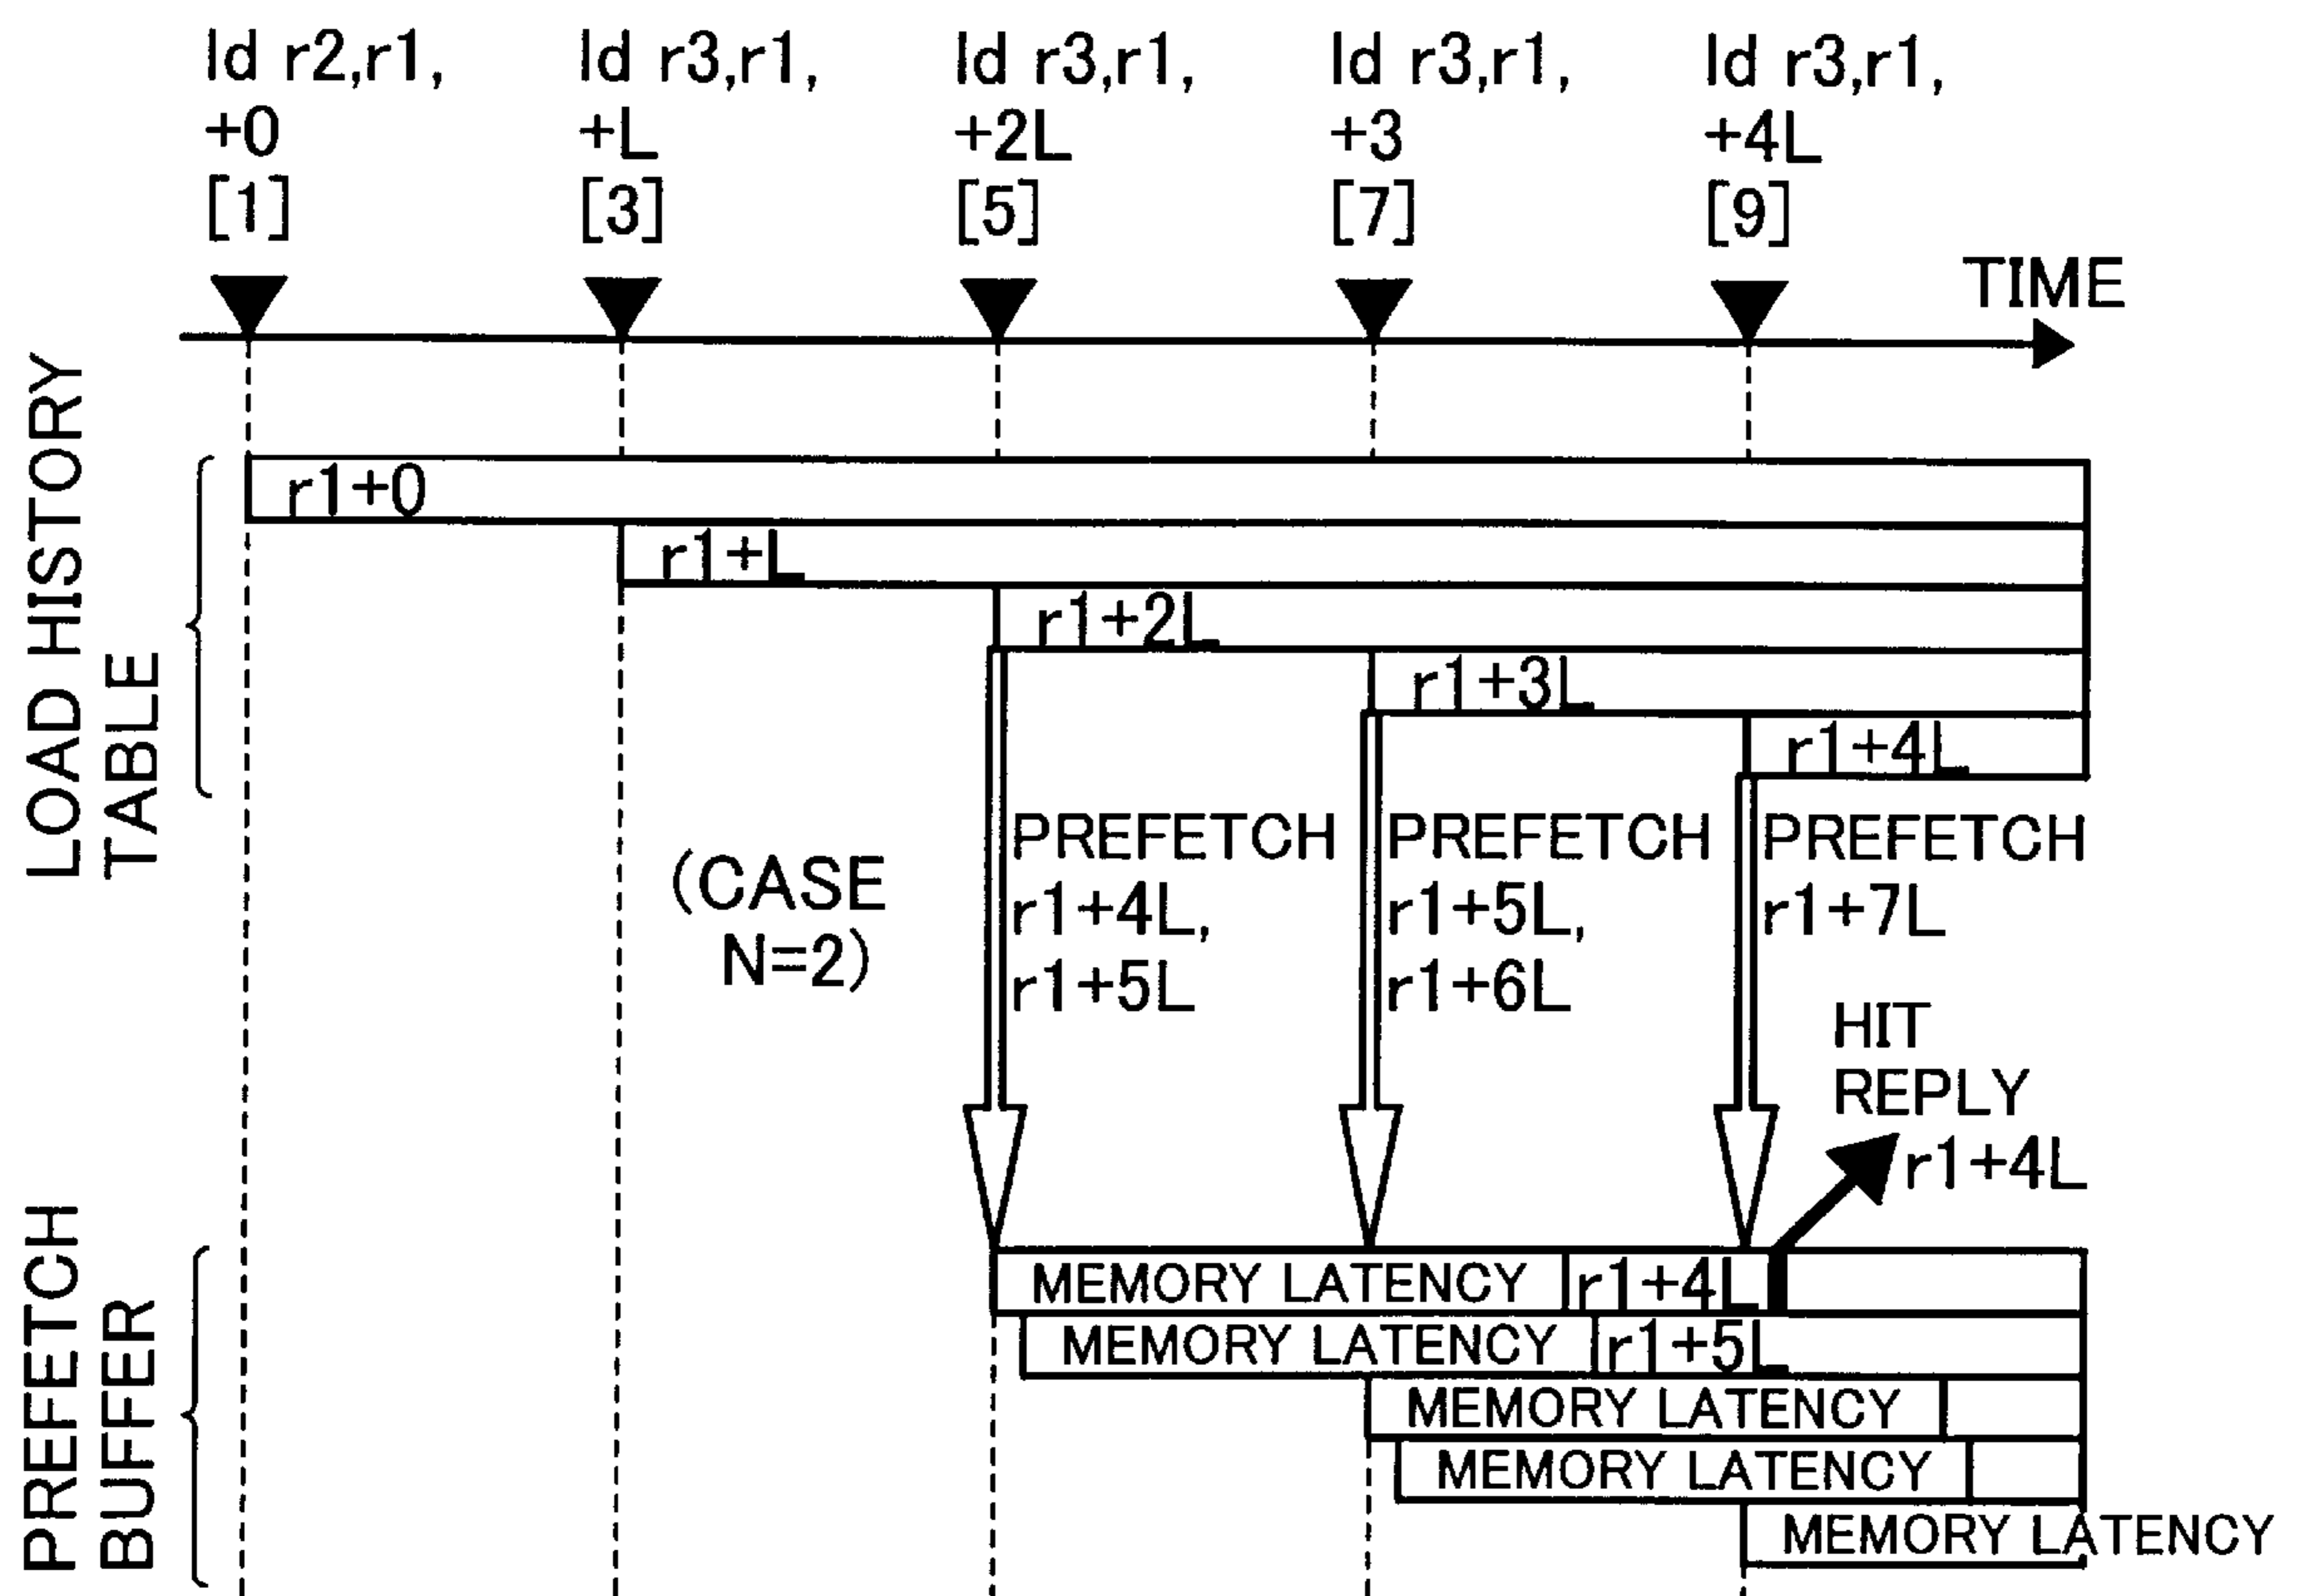 ld r2,r1,
+0
[1]
ld r3,r1,
+L
[3]
ld r3,r1,
+2L
[5]
ld r3,r1,
+3
[7]
ld r3,r1,
+4L
[9]
TIME
LOAD HISTORY
TABLE
r1+0
r1+L
r1+2L
r1+3L
r1+4L
(CASE
N=2)
PREFETCH
r1+4L,
r1+5L
PREFETCH
r1+5L,
r1+6L
PREFETCH
r1+7L
HIT
REPLY
r1+4L
PREFETCH
BUFFER
MEMORY LATENCY
r1+4L
MEMORY LATENCY
r1+5L
MEMORY LATENCY
MEMORY LATENCY
MEMORY LATENCY